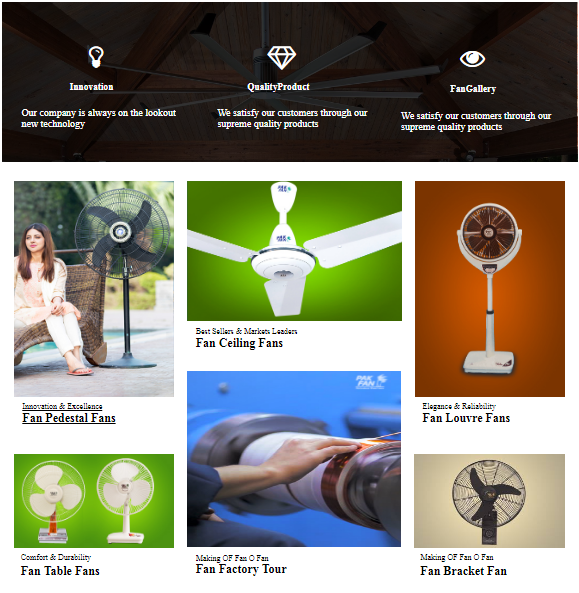 Innovation
QualityProduct
FanGallery
Our company is always on the lookout
new technology
We satisfy our customers through our
supreme quality products
We satisfy our customers through our
supreme quality products
Innovation & Excellence
Fan Pedestal Fans
Best Sellers & Markets Leaders
Fan Ceiling Fans
Elegance & Reliability
Fan Louvre Fans
PAK
FAN
Comfort & Durability
Fan Table Fans
Making OF Fan O Fan
Fan Factory Tour
Making OF Fan O Fan
Fan Bracket Fan